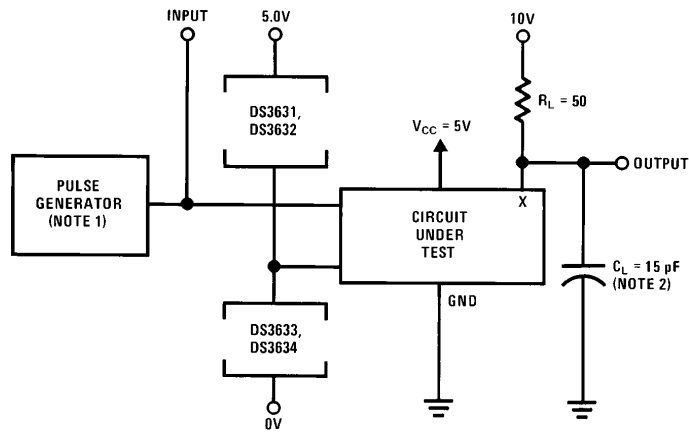 INPUT
5.0V
10V
DS3631,
DS3632
R_L = 50
V_CC = 5V
OUTPUT
PULSE
GENERATOR
(NOTE 1)
X
CIRCUIT
UNDER
TEST
C_L = 15 pF
(NOTE 2)
GND
DS3633,
DS3634
0V